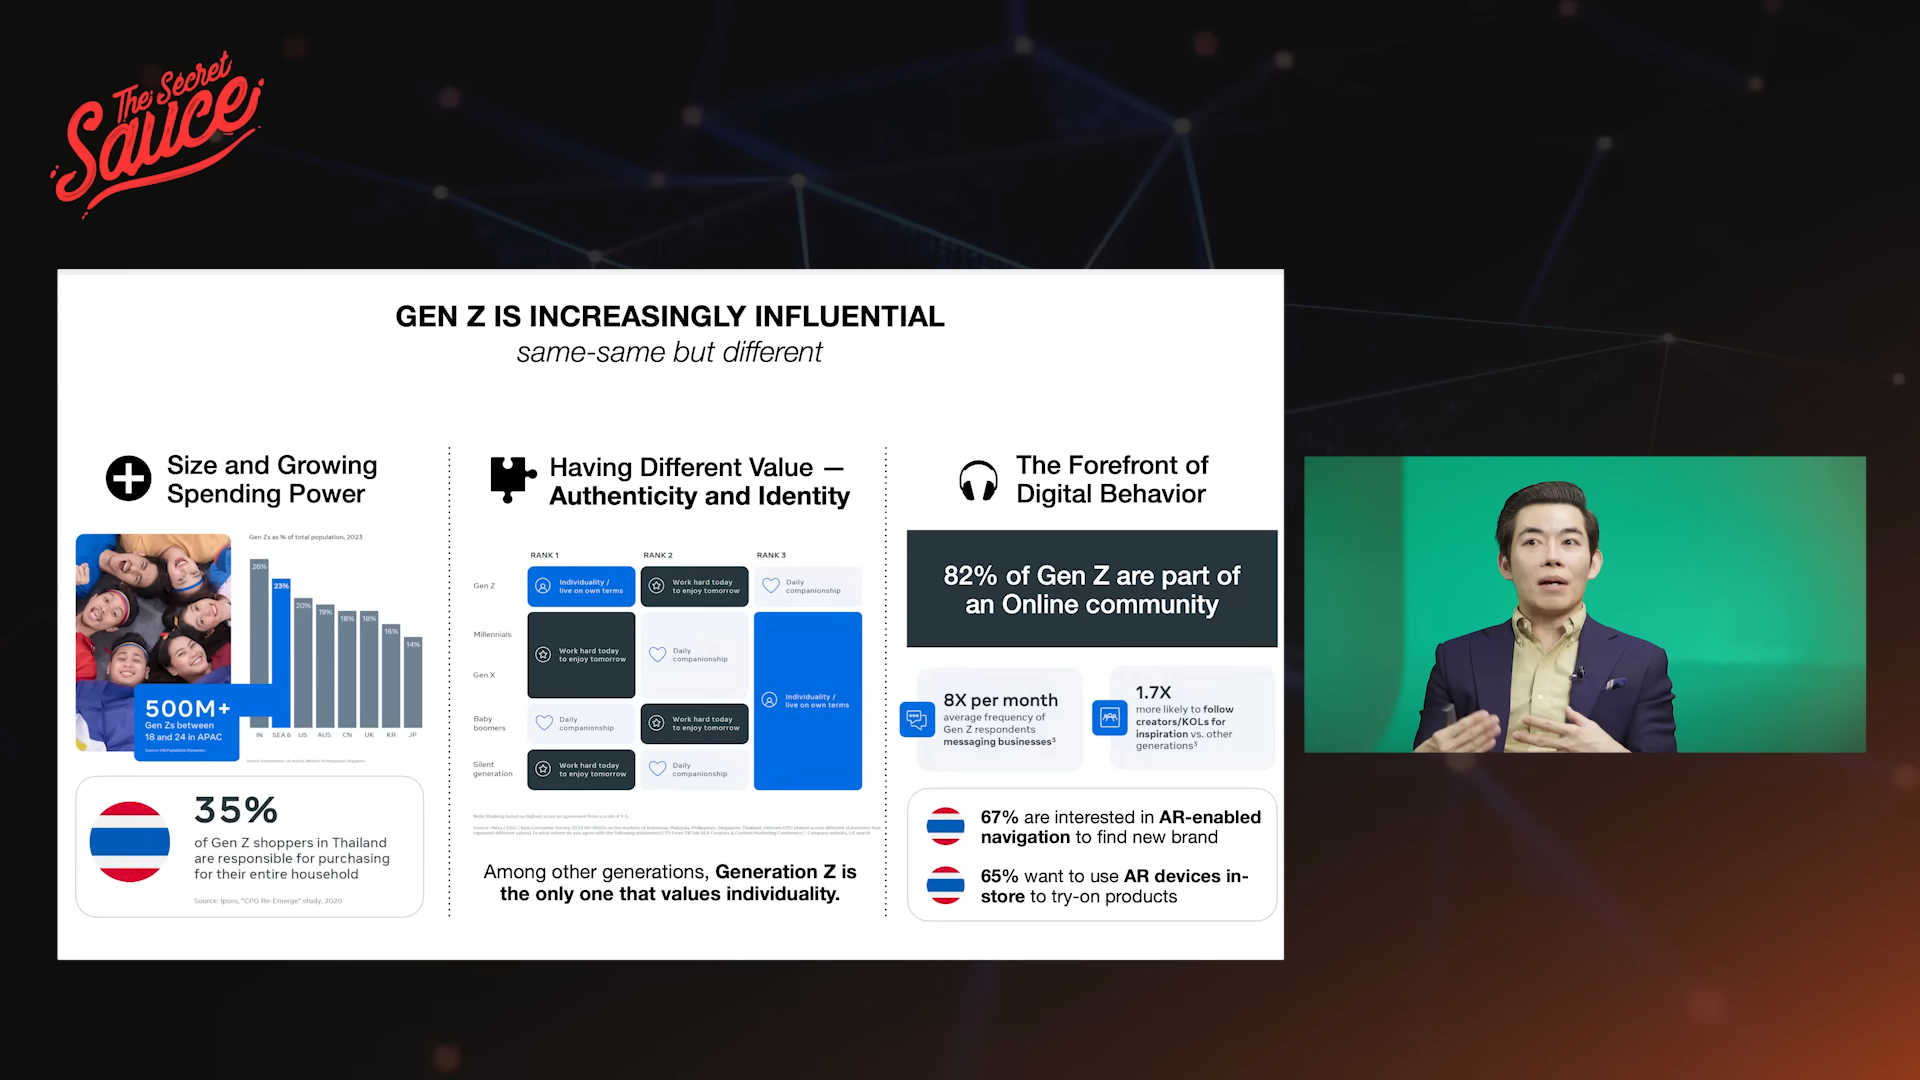 The Secret
Sauce
GEN Z IS INCREASINGLY INFLUENTIAL
same-same but different
Size and Growing
Spending Power
Gen Zs as % of total population, 2023
26%
23%
20%
19%
18%
18%
16%
14%
IN SEA 6 US AUS CN UK KR JP
500M+
Gen Zs between
18 and 24 in APAC
35%
of Gen Z shoppers in Thailand
are responsible for purchasing
for their entire household
Source: Ipsos, "CPG Re-Emerge" study, 2020
Having Different Value —
Authenticity and Identity
RANK 1 RANK 2 RANK 3
Gen Z
Individuality /
live on own terms
Work hard today
to enjoy tomorrow
Daily
companionship
Millennials
Gen X
Work hard today
to enjoy tomorrow
Daily
companionship
Individuality /
live on own terms
Baby
boomers
Daily
companionship
Work hard today
to enjoy tomorrow
Silent
generation
Work hard today
to enjoy tomorrow
Daily
companionship
Among other generations, Generation Z is
the only one that values individuality.
The Forefront of
Digital Behavior
82% of Gen Z are part of
an Online community
8X per month
average frequency of
Gen Z respondents
messaging businesses³
1.7X
more likely to follow
creators/KOLs for
inspiration vs. other
generations³
67% are interested in AR-enabled
navigation to find new brand
65% want to use AR devices in-
store to try-on products